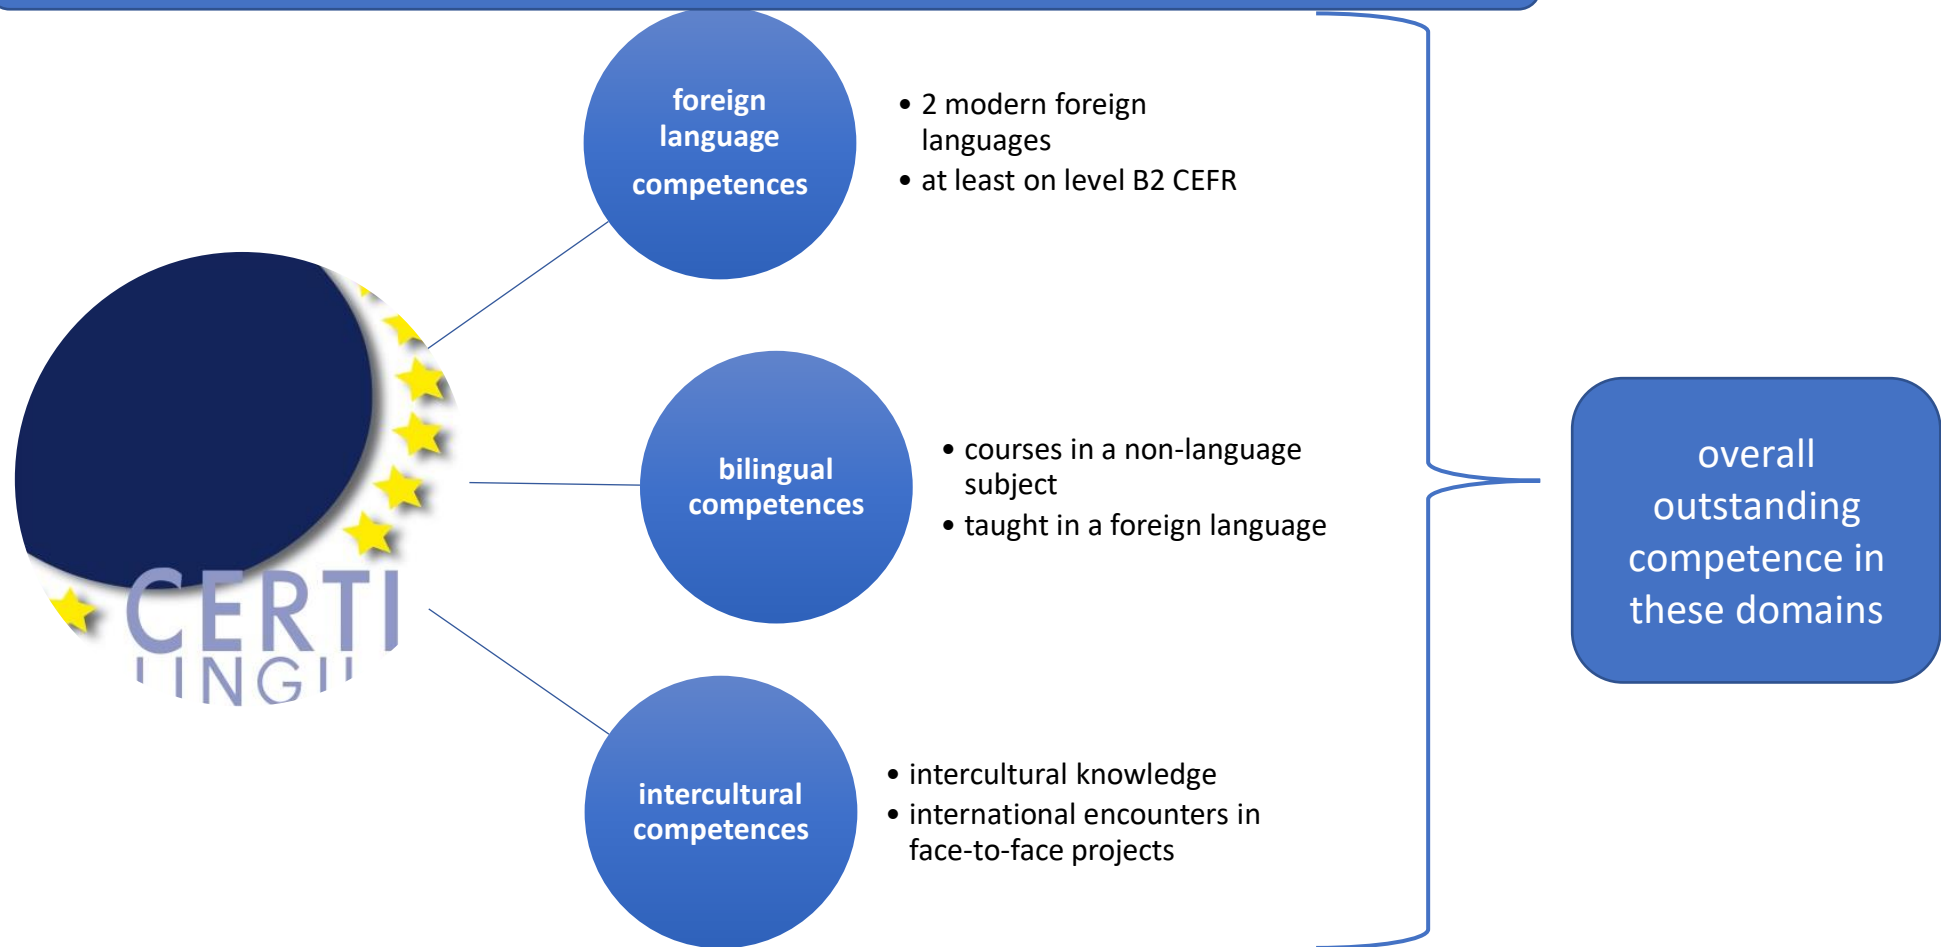 foreign
language
competences
• 2 modern foreign
languages
• at least on level B2 CEFR
CERTI
bilingual
competences
• courses in a non-language
subject
• taught in a foreign language
intercultural
competences
• intercultural knowledge
• international encounters in
face-to-face projects
overall
outstanding
competence in
these domains